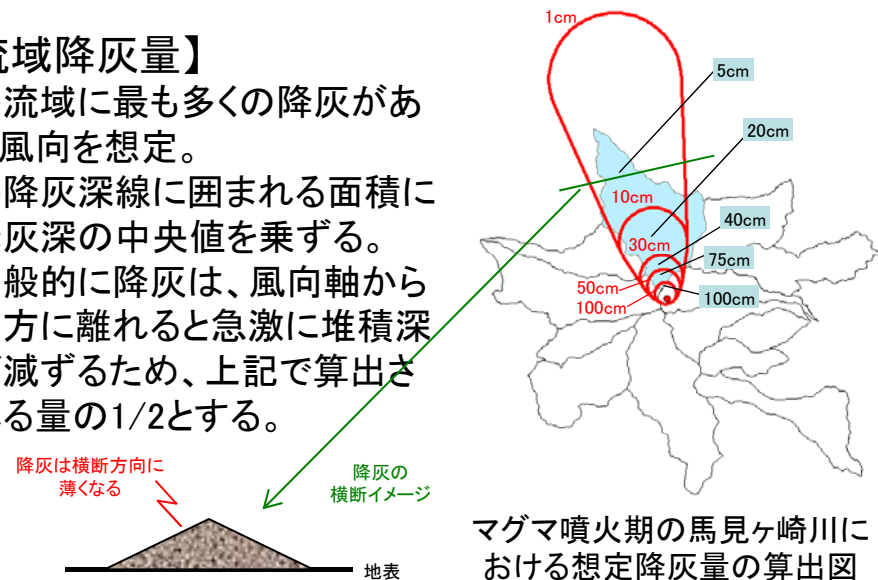 流域降灰量】
流域に最も多くの降灰があ
風向を想定。
降灰深線に囲まれる面積に
灰深の中央値を乗ずる。
般的に降灰は、風向軸から
方に離れると急激に堆積深
減ずるため、上記で算出さ
る量の1/2とする。
降灰は横断方向に
薄くなる
降灰の
横断イメージ
地表
1cm
5cm
20cm
10cm
30cm
40cm
75cm
50cm
100cm
100cm
マグマ噴火期の馬見ヶ崎川に
おける想定降灰量の算出図